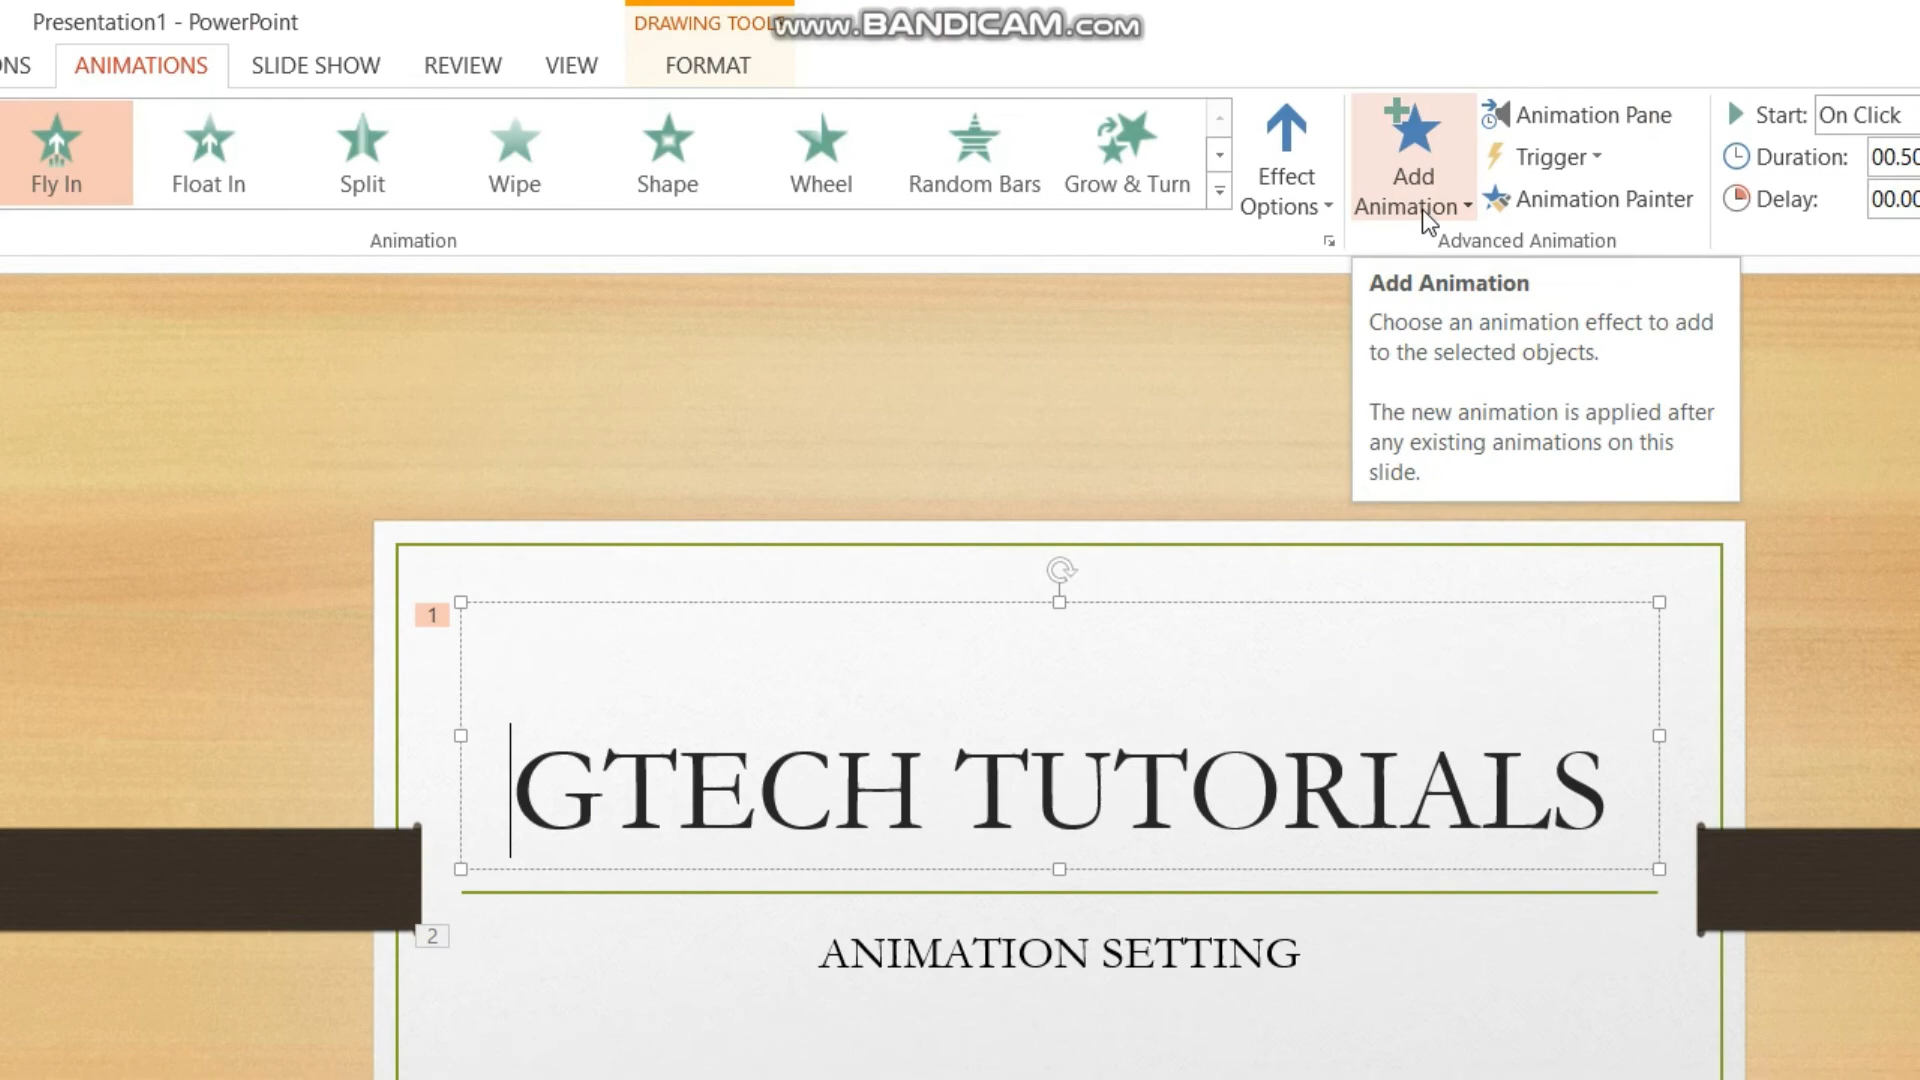 Presentation1 - PowerPoint
DRAWING TOOL
www.BANDICAM.com
ONS
ANIMATIONS
SLIDE SHOW
REVIEW
VIEW
FORMAT
Fly In
Float In
Split
Wipe
Shape
Wheel
Random Bars
Grow & Turn
Effect
Options
Add
Animation
Animation Pane
Trigger
Animation Painter
Start: On Click
Duration: 00.50
Delay: 00.00
Animation
Advanced Animation
Add Animation
Choose an animation effect to add
to the selected objects.
The new animation is applied after
any existing animations on this
slide.
1
GTECH TUTORIALS
2
ANIMATION SETTING